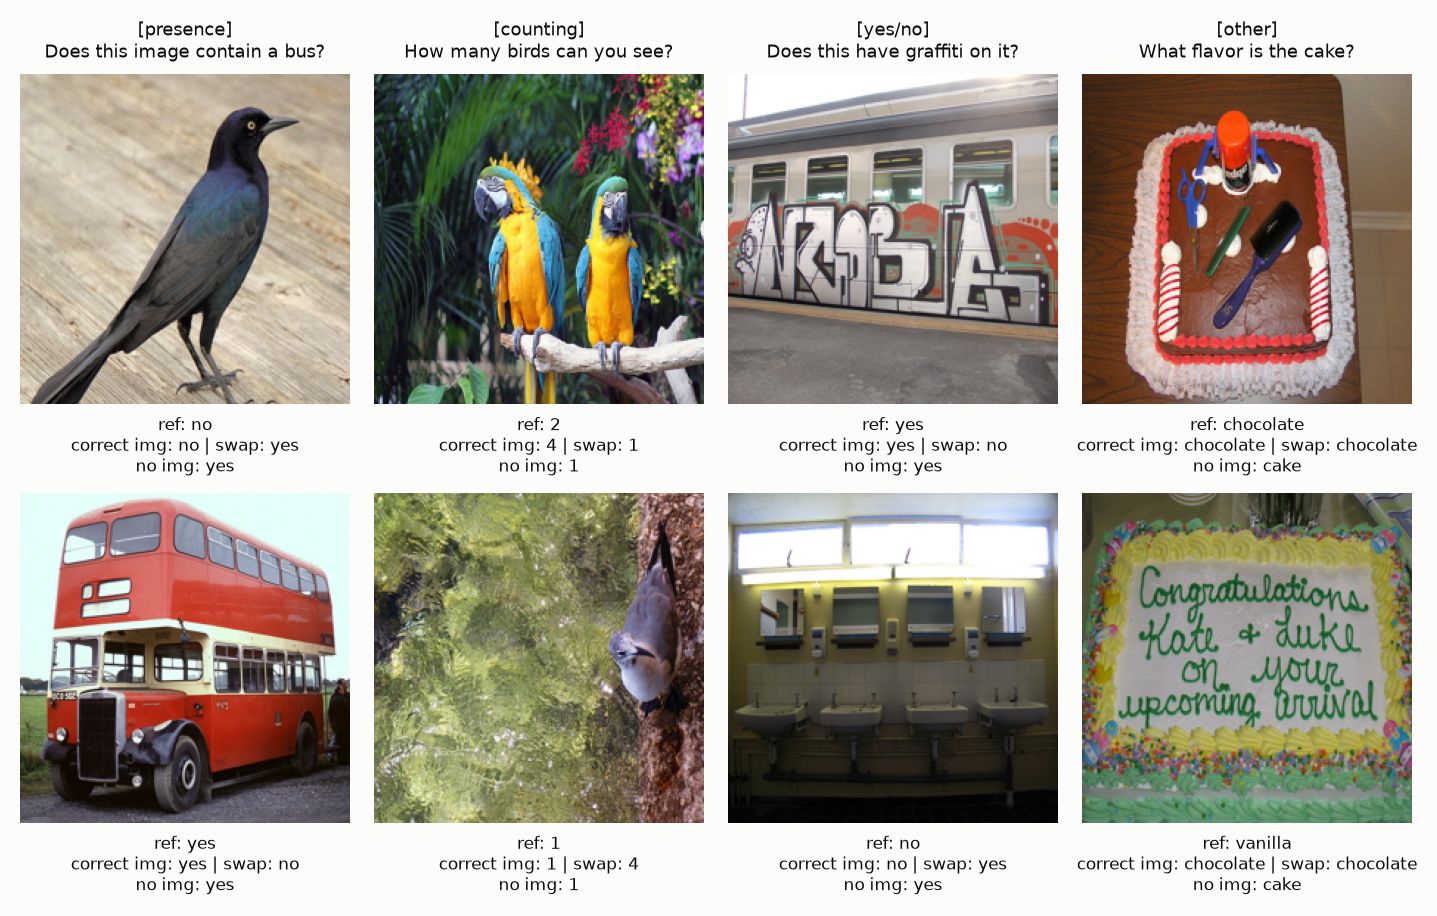 [presence]
Does this image contain a bus?
[counting]
How many birds can you see?
[yes/no]
Does this have graffiti on it?
[other]
What flavor is the cake?
ref: no
correct img: no | swap: yes
no img: yes
ref: 2
correct img: 4 | swap: 1
no img: 1
ref: yes
correct img: yes | swap: no
no img: yes
ref: chocolate
correct img: chocolate | swap: chocolate
no img: cake
Congratulations
Kate & Luke
on your
upcoming arrival
ref: yes
correct img: yes | swap: no
no img: yes
ref: 1
correct img: 1 | swap: 4
no img: 1
ref: no
correct img: no | swap: yes
no img: yes
ref: vanilla
correct img: chocolate | swap: chocolate
no img: cake